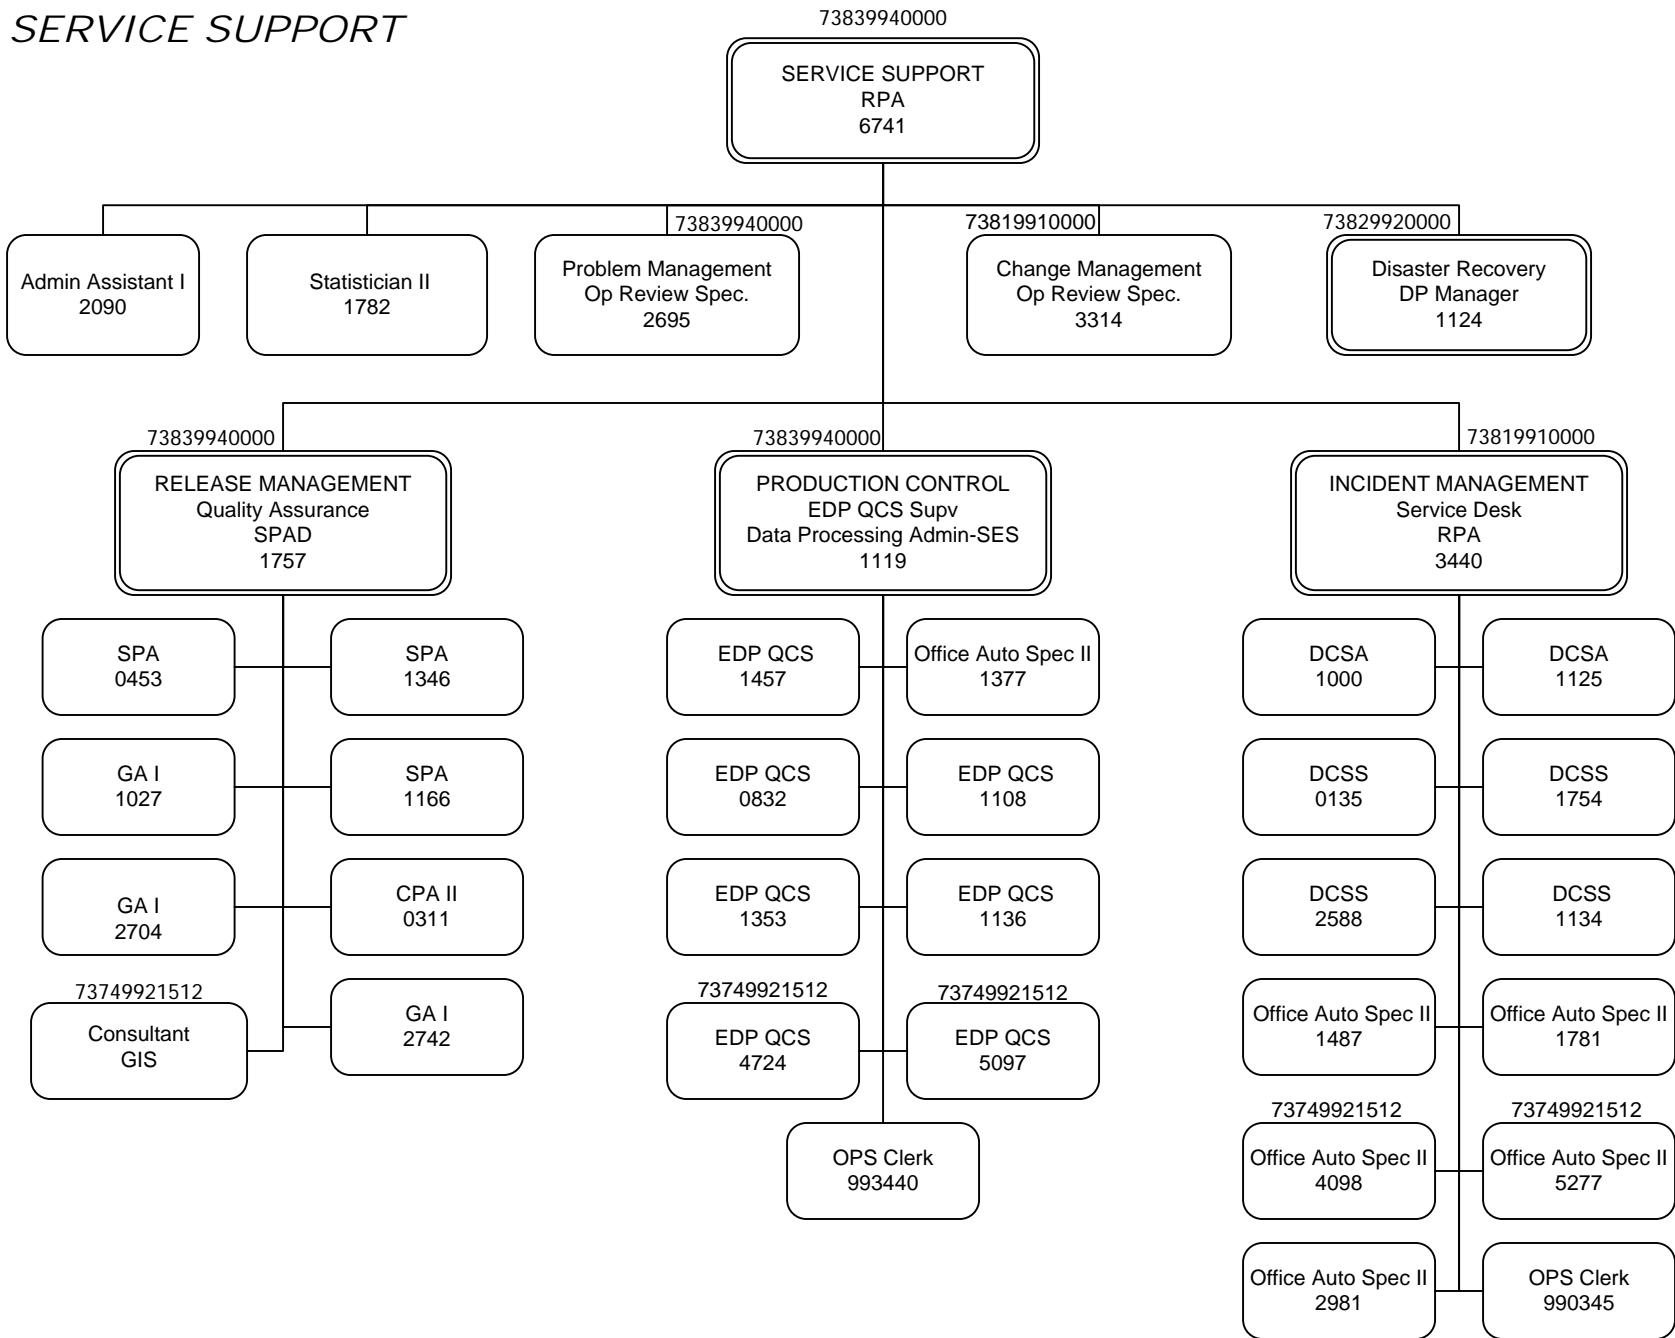 SERVICE SUPPORT
73839940000
SERVICE SUPPORT
RPA
6741
Admin Assistant I
2090
Statistician II
1782
73839940000
Problem Management
Op Review Spec.
2695
73819910000
Change Management
Op Review Spec.
3314
73829920000
Disaster Recovery
DP Manager
1124
73839940000
RELEASE MANAGEMENT
Quality Assurance
SPAD
1757
SPA
0453
SPA
1346
GA I
1027
SPA
1166
GA I
2704
CPA II
0311
73749921512
Consultant
GIS
GA I
2742
73839940000
PRODUCTION CONTROL
EDP QCS Supv
Data Processing Admin-SES
1119
EDP QCS
1457
Office Auto Spec II
1377
EDP QCS
0832
EDP QCS
1108
EDP QCS
1353
EDP QCS
1136
73749921512
EDP QCS
4724
73749921512
EDP QCS
5097
OPS Clerk
993440
73819910000
INCIDENT MANAGEMENT
Service Desk
RPA
3440
DCSA
1000
DCSA
1125
DCSS
0135
DCSS
1754
DCSS
2588
DCSS
1134
Office Auto Spec II
1487
Office Auto Spec II
1781
73749921512
Office Auto Spec II
4098
73749921512
Office Auto Spec II
5277
Office Auto Spec II
2981
OPS Clerk
990345